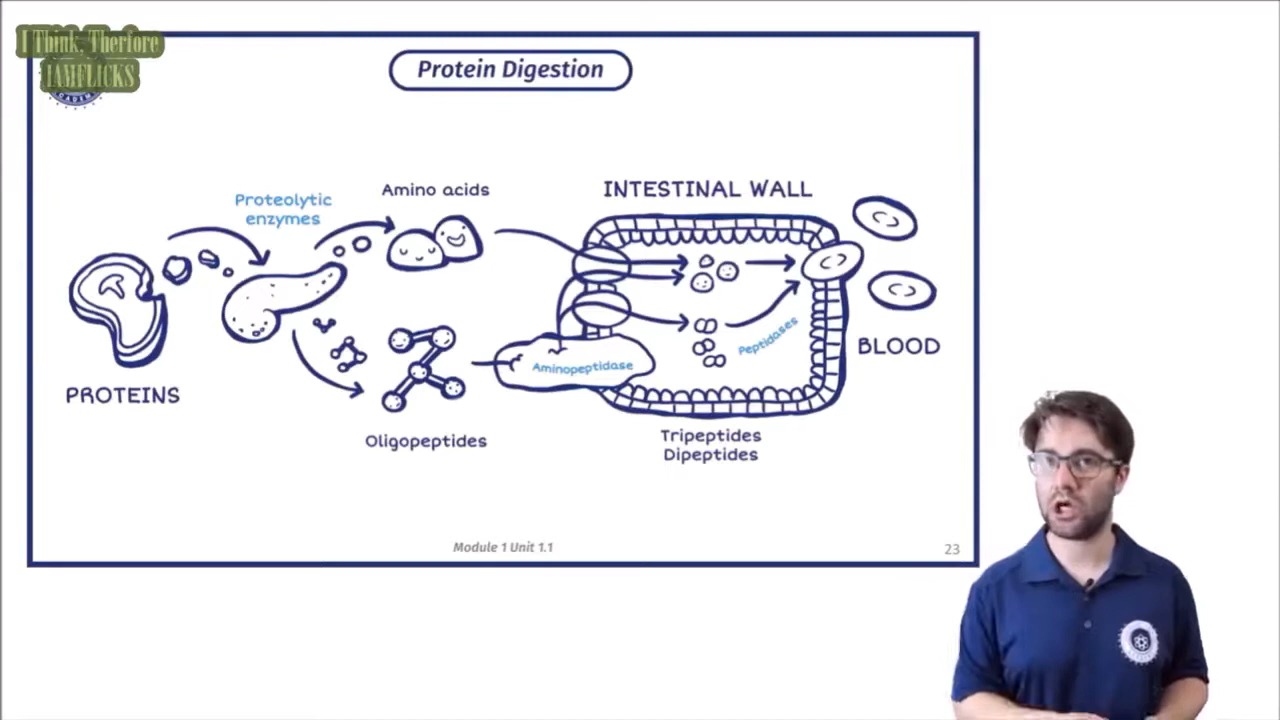 I Think, Therfore
IAMFLICKS
Protein Digestion
Proteolytic
enzymes
Amino acids
INTESTINAL WALL
PROTEINS
Aminopeptidase
Peptidases
BLOOD
Oligopeptides
Tripeptides
Dipeptides
Module 1 Unit 1.1
23